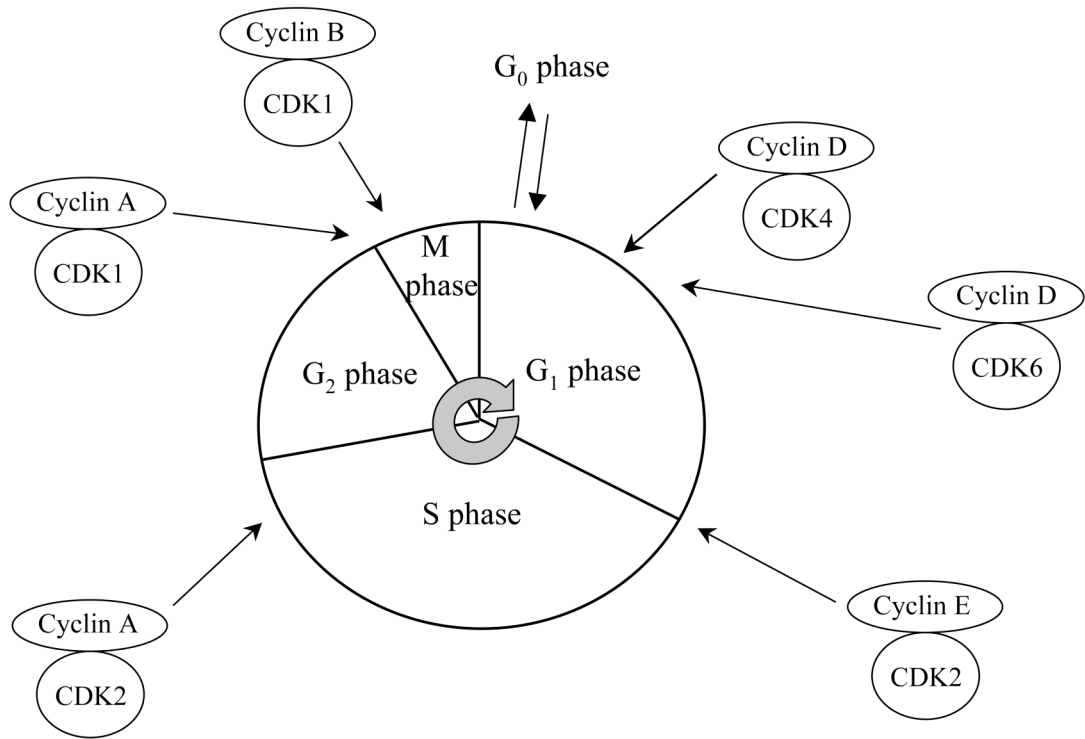 Cyclin B
CDK1
G₀ phase
Cyclin D
CDK4
Cyclin A
CDK1
M
phase
Cyclin D
CDK6
G₂ phase
G₁ phase
S phase
Cyclin A
CDK2
Cyclin E
CDK2